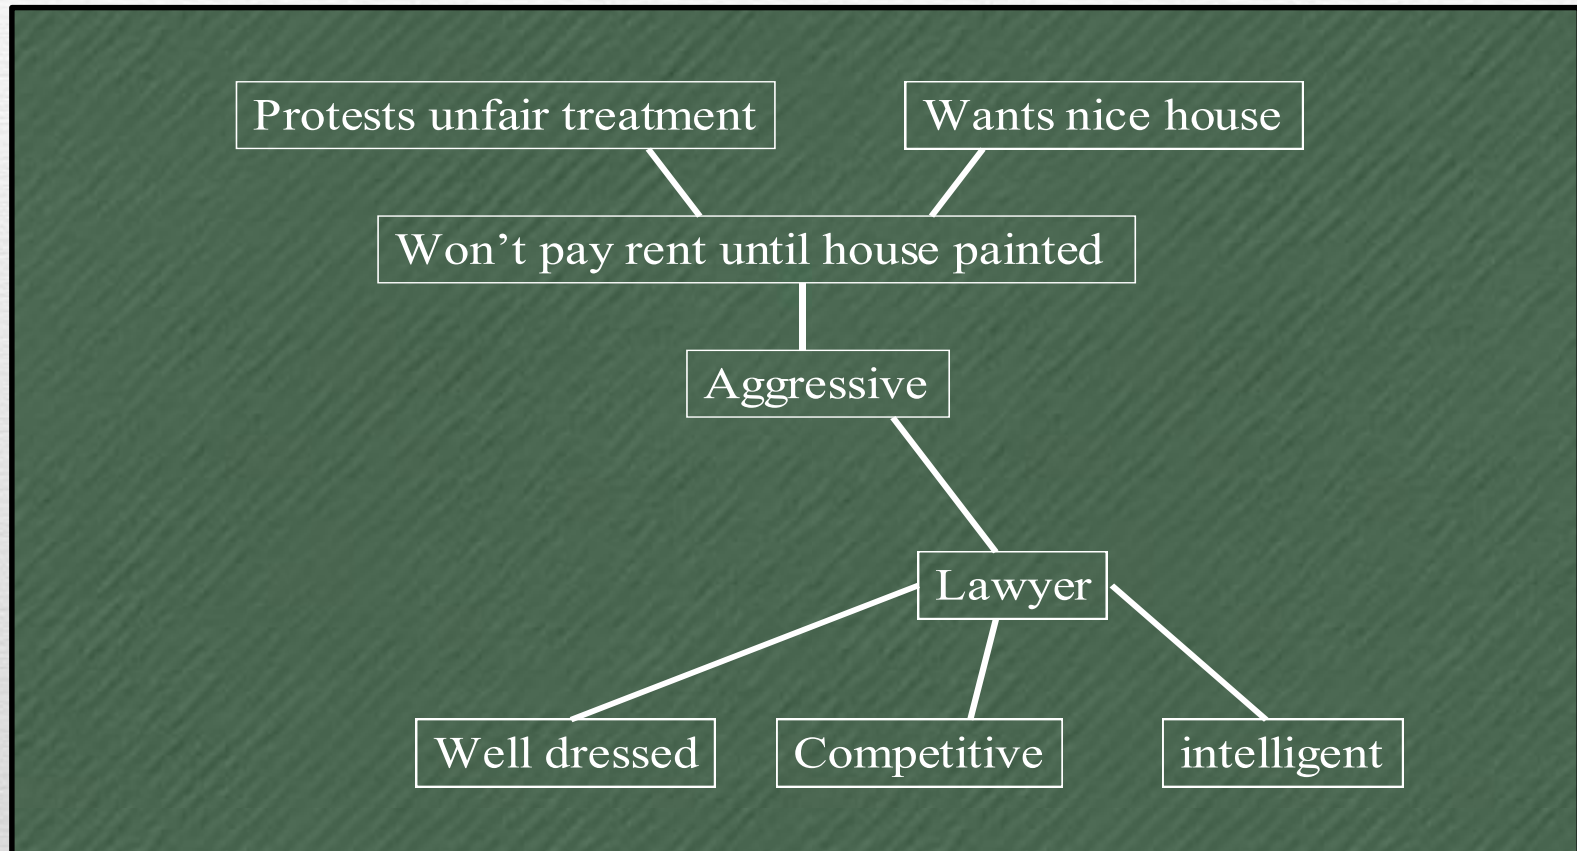 Protests unfair treatment
Wants nice house
Won’t pay rent until house painted
Aggressive
Lawyer
Well dressed
Competitive
intelligent